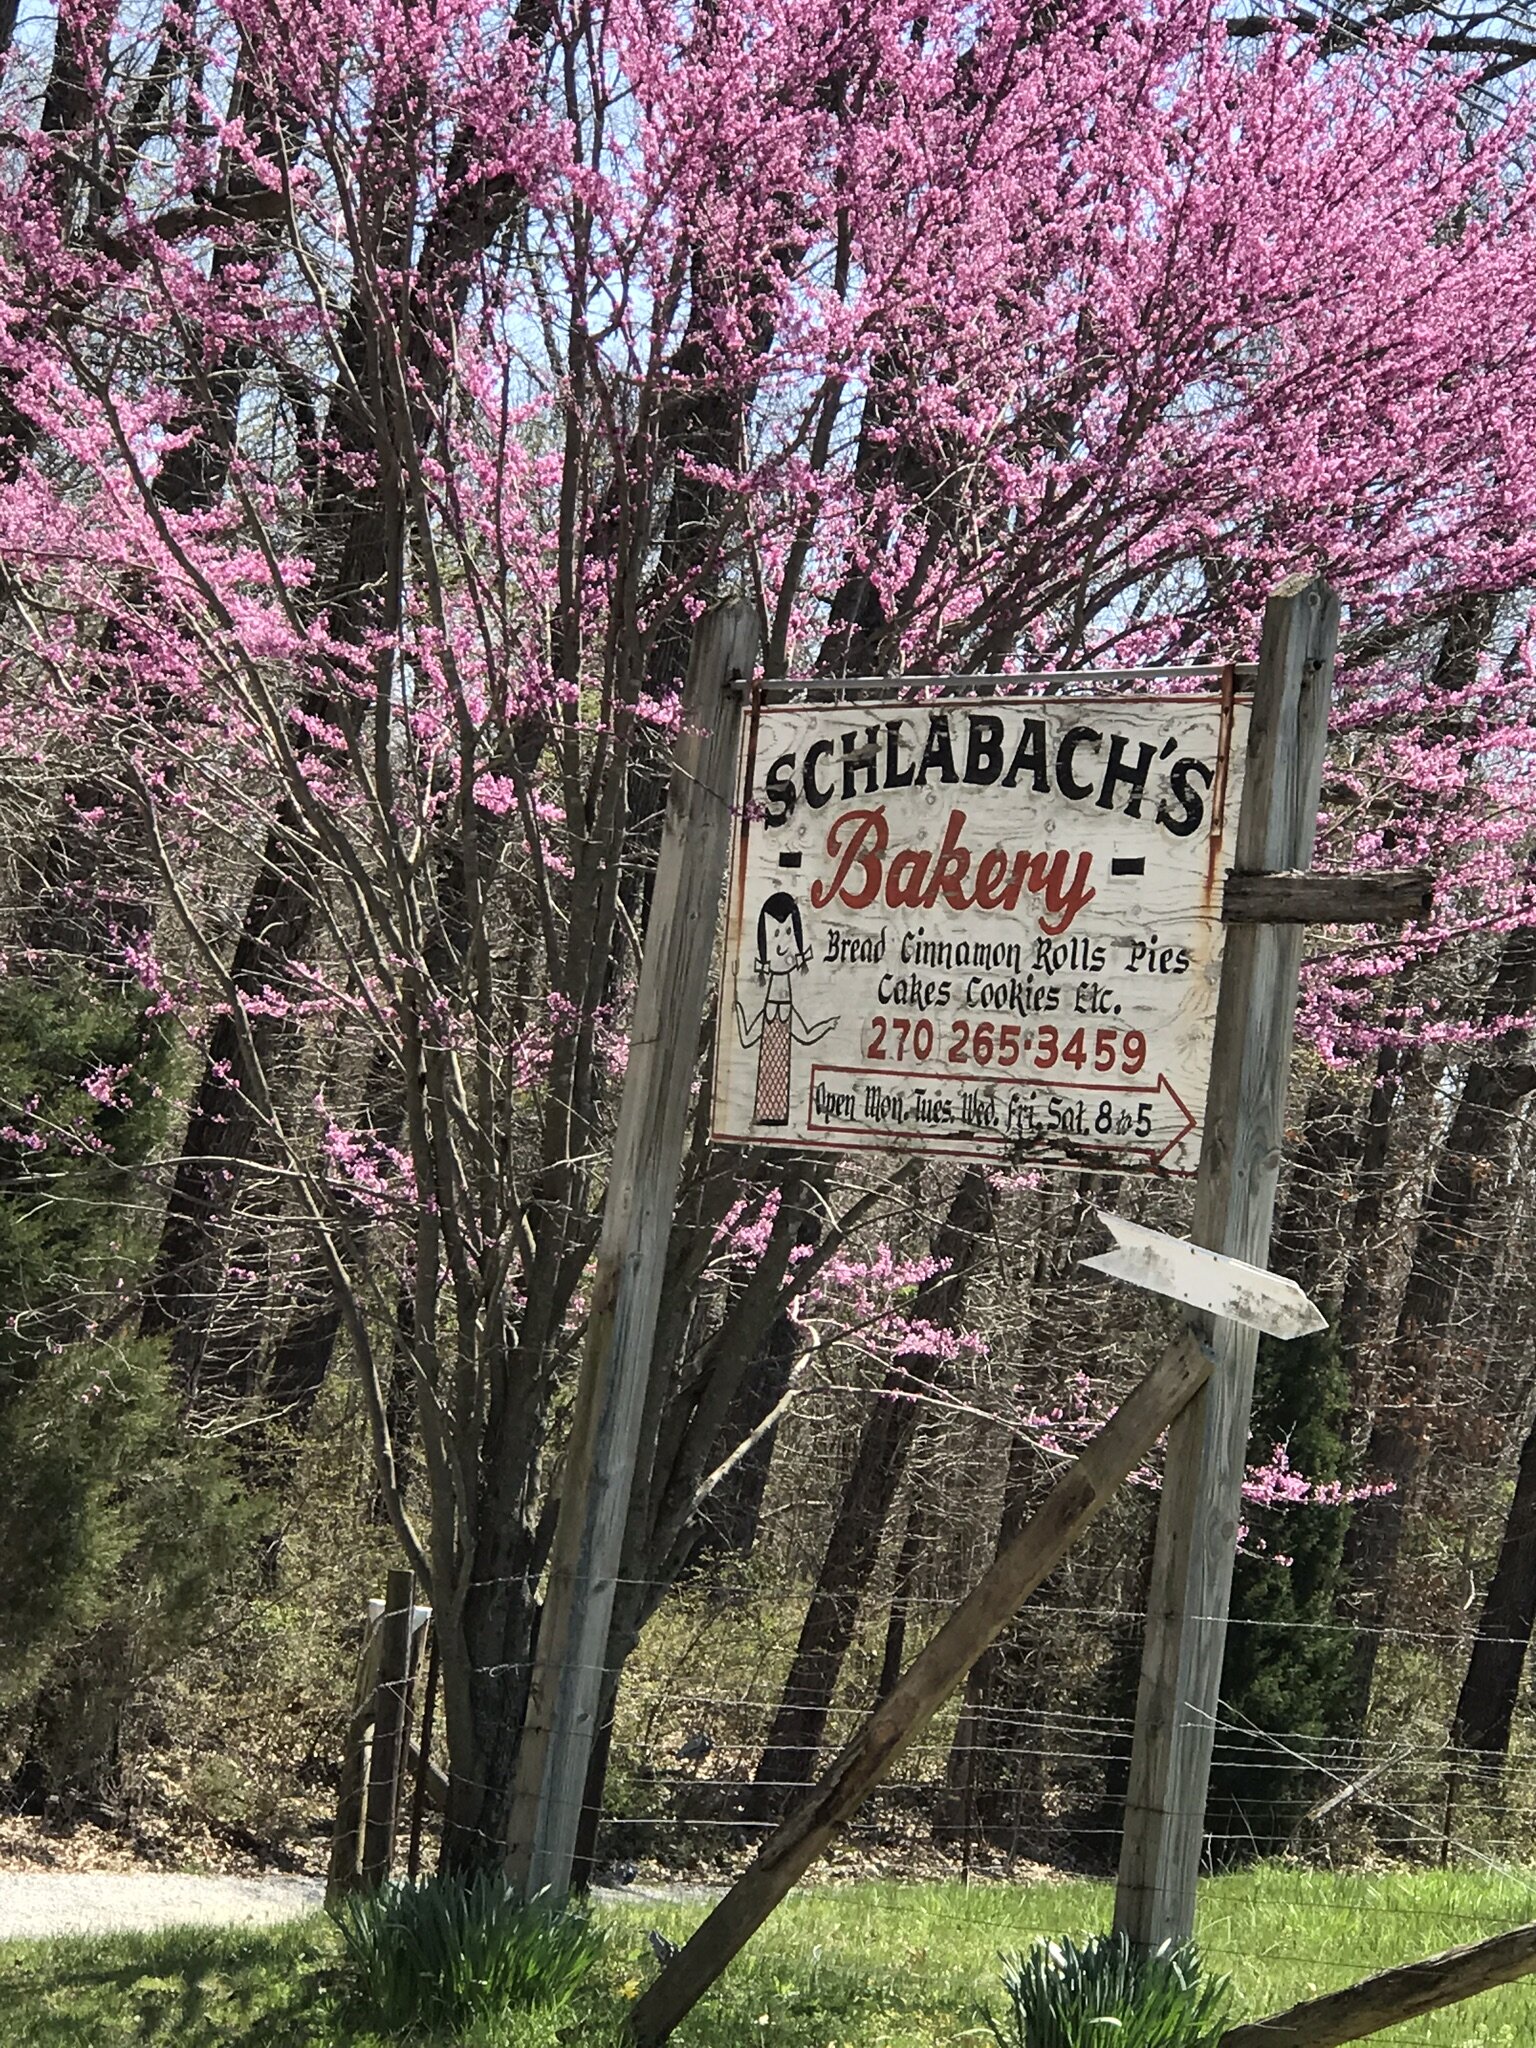 SCHLABACH'S
- Bakery -
Bread Cinnamon Rolls Pies
Cakes Cookies Etc.
270 265-3459
Open Mon. Tues. Wed. Fri. Sat. 8 to 5